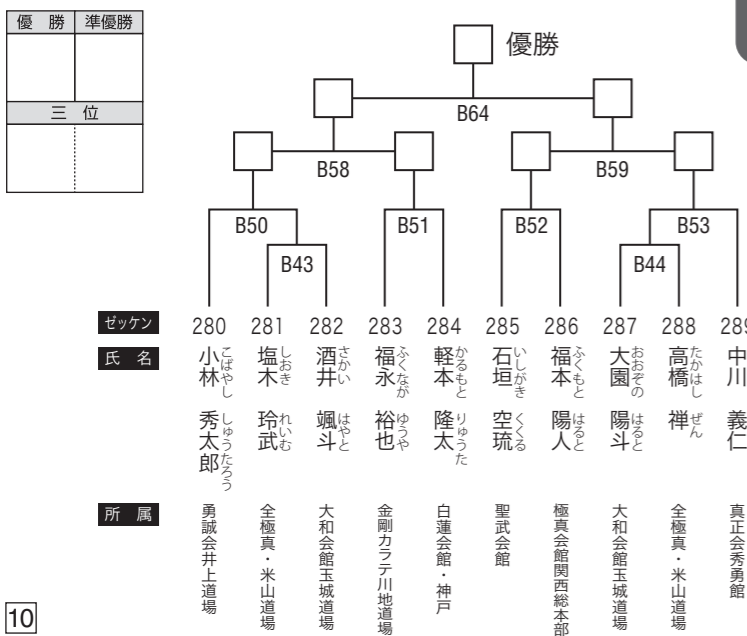 優 勝 準優勝
三 位
優勝
B64
B58 B59
B50 B51 B52 B53
B43 B44
ゼッケン 280 281 282 283 284 285 286 287 288 289
氏 名
小林 秀太郎 こばやし しゅうたろう
塩木 玲武 しおき れいむ
酒井 颯斗 さかい はやと
福永 裕也 ふくなが ゆうや
軽本 隆太 かるもと りゅうた
石垣 空琉 いしがき くくる
福本 陽人 ふくもと はると
大園 陽斗 おおぞの はると
高橋 禅 たかはし ぜん
中川 義仁
所 属
勇誠会井上道場
全極真・米山道場
大和会館玉城道場
金剛カラテ川地道場
白蓮会館・神戸
聖武会館
極真会館関西総本部
大和会館玉城道場
全極真・米山道場
真正会秀勇館
10